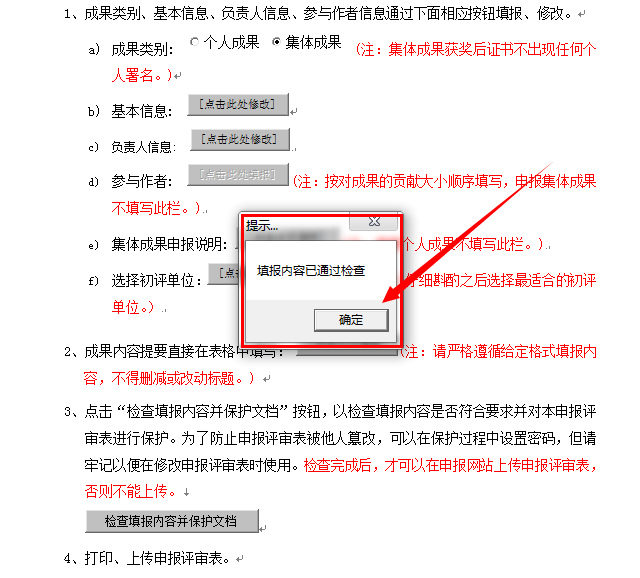 1、成果类别、基本信息、负责人信息、参与作者信息通过下面相应按钮填报、修改。
a) 成果类别： 个人成果 集体成果 （注：集体成果获奖后证书不出现任何个
人署名。）
b) 基本信息： [点击此处修改]
c) 负责人信息： [点击此处修改]
d) 参与作者： [点击此处填报] （注：按对成果的贡献大小顺序填写，申报集体成果
不填写此栏。）
提示...
e) 集体成果申报说明： 个人成果不填写此栏。）
填报内容已通过检查
f) 选择初评单位： [点击 仔细斟酌之后选择最适合的初评
单位。）
确定
2、成果内容提要直接在表格中填写： （注：请严格遵循给定格式填报内
容，不得删减或改动标题。）
3、点击“检查填报内容并保护文档”按钮，以检查填报内容是否符合要求并对本申报评
审表进行保护。为了防止申报评审表被他人篡改，可以在保护过程中设置密码，但请
牢记以便在修改申报评审表时使用。检查完成后，才可以在申报网站上传申报评审表，
否则不能上传。
检查填报内容并保护文档
4、打印、上传申报评审表。